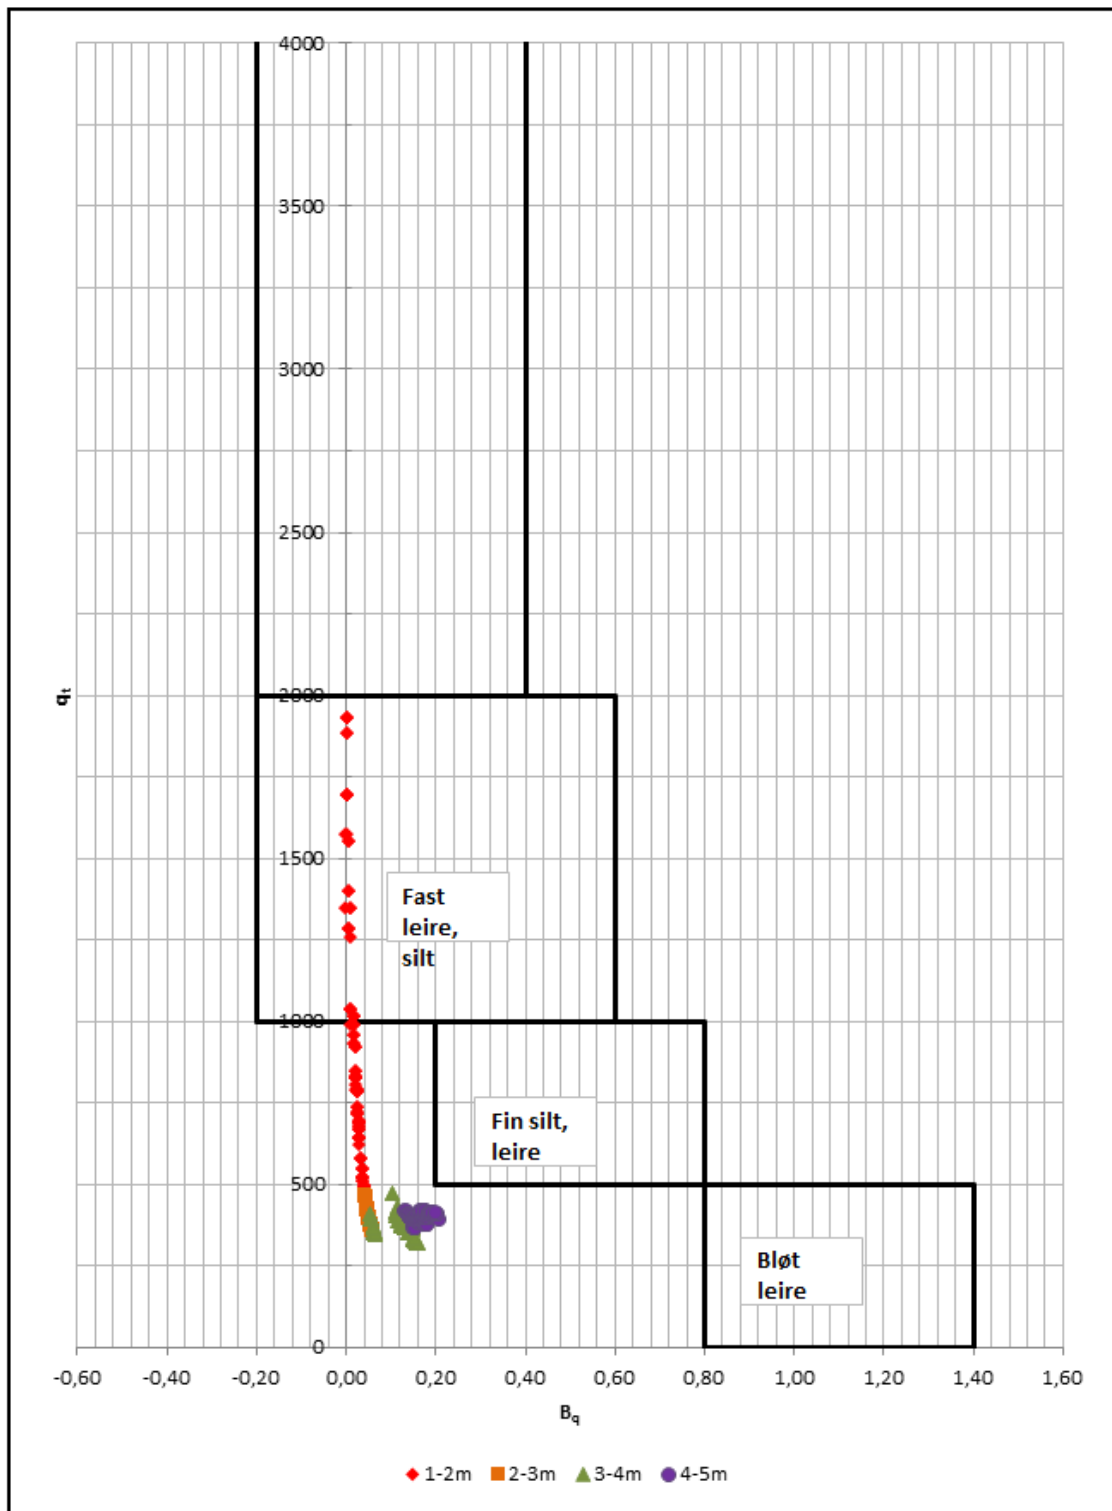 4000
3500
3000
2500
qt
2000
1500
Fast
leire,
silt
1000
Fin silt,
leire
500
Bløt
leire
0
-0,60 -0,40 -0,20 0,00 0,20 0,40 0,60 0,80 1,00 1,20 1,40 1,60
Bq
1-2m 2-3m 3-4m 4-5m